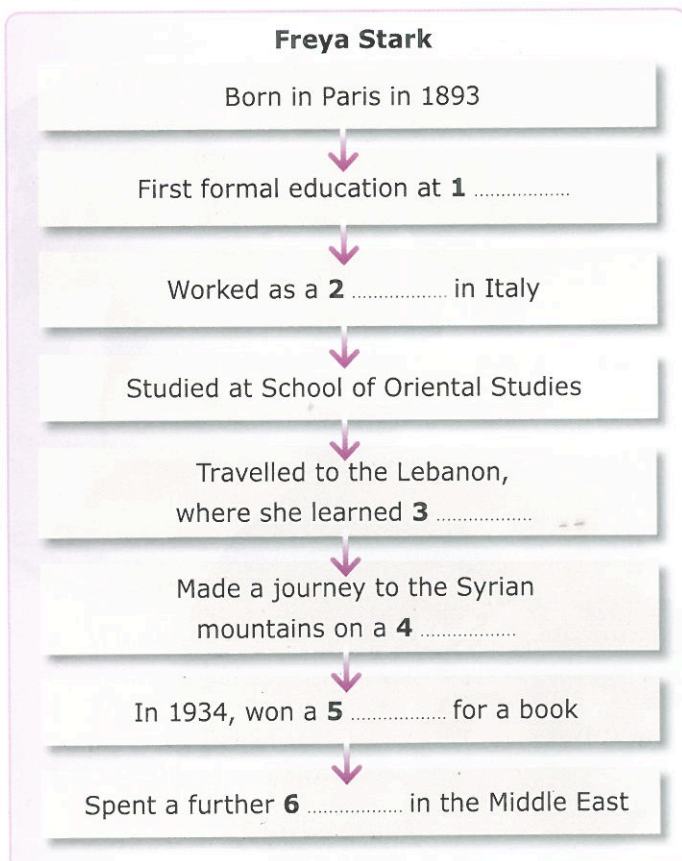 Freya Stark
Born in Paris in 1893
First formal education at 1 ..................
Worked as a 2 .................. in Italy
Studied at School of Oriental Studies
Travelled to the Lebanon,
where she learned 3 ..................
Made a journey to the Syrian
mountains on a 4 ..................
In 1934, won a 5 .................. for a book
Spent a further 6 .................. in the Middle East